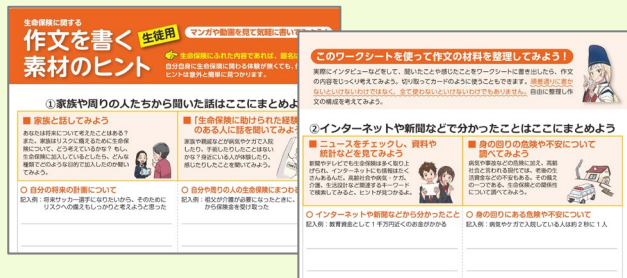 生命保険に関する
作文を書く
素材のヒント
生徒用
マンガや動画を見て気軽に書いて
生命保険にふれた内容であれば、
自分自身に生命保険に関わる体験が無くても、
ヒントは意外と簡単に見つかります。
①家族や周りの人たちから聞いた話はここにまとめよ
■ 家族と話してみよう
あなたは将来について考えたことはある?
また、家族はリスクに備えるために生命保
険について、どう考えているかな? もし、
生命保険に加入しているとしたら、どんな
種類でどのような目的で加入したのか聞い
てみよう。
■ 「生命保険に助けられた経験
のある人に話を聞いてみよ
家族や親戚などが病気やケガで入院
したり、手術したりしたことはない
かな? 身近にいる人が体験したり、
感じたりしたことを聞いてみよう。
○ 自分の将来の計画について
記入例:将来サッカー選手になりたいから、そのために
リスクへの備えもしっかりと考えようと思った
○ 自分や周りの人の生命保険にまつわ
記入例:祖父が介護が必要になったときに、
から保険金を受け取った
このワークシートを使って作文の材料を整理してみよう!
実際にインタビューなどをして、聞いたことや感じたことをワークシートに書き出したら、作文
の内容をじっくり考えてみよう。切り取ってカードのように使うこともできます。順番通りに書か
ないといけないわけではなく、全て使わないといけないわけでもありません。自由に整理し作
文の構成を考えてみよう。
②インターネットや新聞などで分かったことはここにまとめよう
■ ニュースをチェックし、資料や
統計などを見てみよう
新聞やテレビでも生命保険は多く取り上
げられ、インターネットにも情報はたく
さんあるんだ。高齢社会や病気・ケガ、
介護、生活設計など関連するキーワード
で検索してみると、ヒントが見つかるよ。
■ 身の回りの危険や不安について
調べてみよう
病気や事故などの危険に加え、高齢
社会と言われる現代では、老後の生
活資金などの不安もある。その備え
の一つである、生命保険との関係性
について調べてみよう。
○ インターネットや新聞などから分かったこと
記入例:教育資金として1千万円近くのお金がかかる
○ 身の回りにある危険や不安について
記入例:病気やケガで入院している人は約2秒に1人